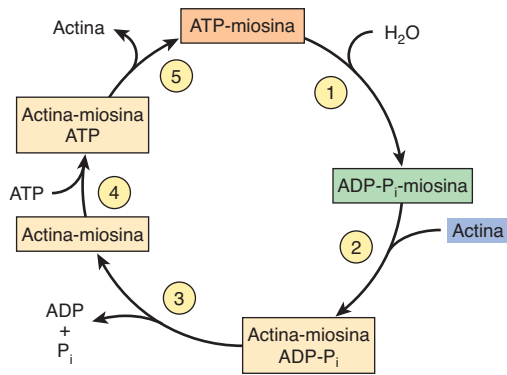 ATP-miosina
H₂O
1
ADP-Pᵢ-miosina
Actina
2
Actina-miosina
ADP-Pᵢ
3
ADP
+
Pᵢ
Actina-miosina
4
ATP
Actina-miosina
ATP
5
Actina